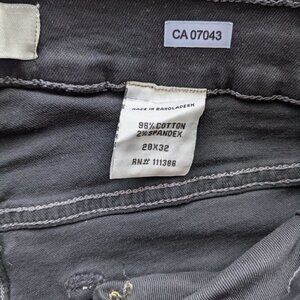 CA 07043
MADE IN BANGLADESH
98% COTTON
2% SPANDEX
28X32
RN# 111386